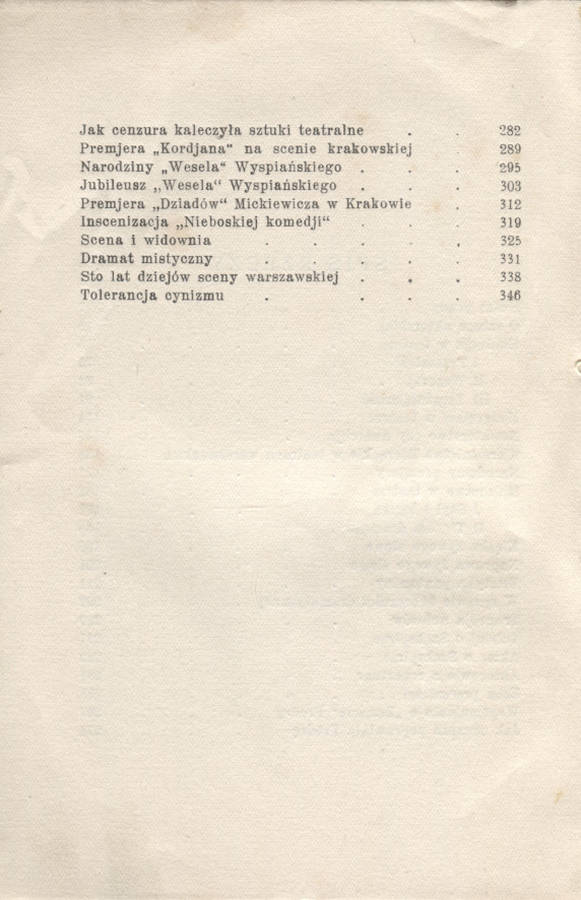 Jak cenzura kaleczyła sztuki teatralne . . 282
Premjera „Kordjana“ na scenie krakowskiej 289
Narodziny „Wesela“ Wyspiańskiego . . . 295
Jubileusz ,,Wesela“ Wyspiańskiego . . . 303
Premjera „Dziadów“ Mickiewicza w Krakowie . . 312
Inscenizacja „Nieboskiej komedji“ . . . 319
Scena i widownia . . . . 325
Dramat mistyczny . . . . 331
Sto lat dziejów sceny warszawskiej . . . 338
Tolerancja cynizmu . . . . 346